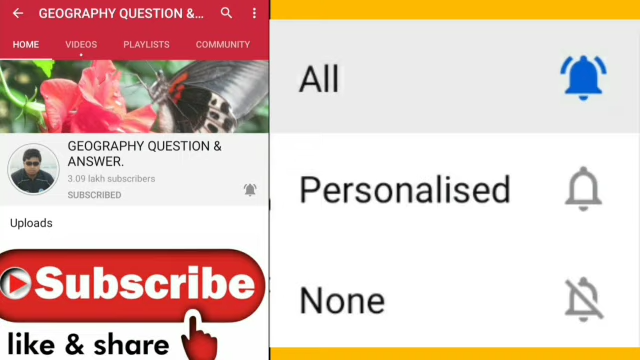 GEOGRAPHY QUESTION &...
HOME VIDEOS PLAYLISTS COMMUNITY
GEOGRAPHY QUESTION &
ANSWER.
3.09 lakh subscribers
SUBSCRIBED
Uploads
Subscribe
like & share
All
Personalised
None